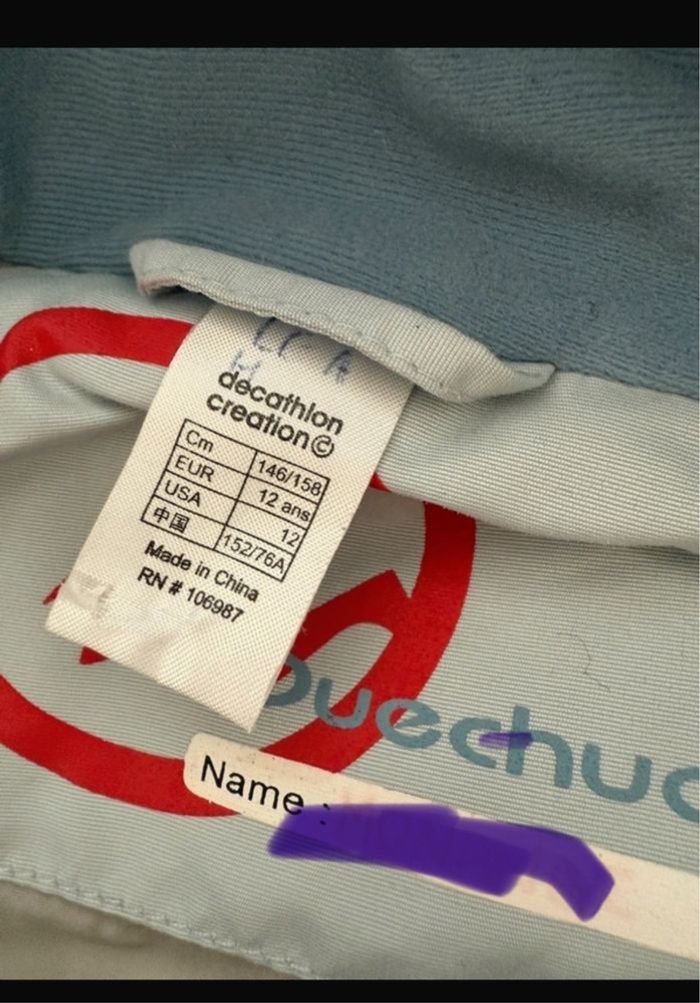 decathlon
creation©
Cm 146/158
EUR 12 ans
USA 12
中国 152/76A
Made in China
RN # 106987
ouechuc
Name :